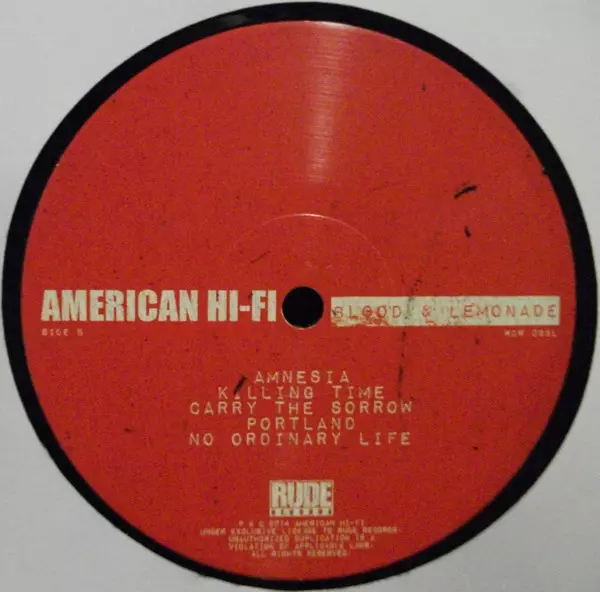 AMERICAN HI-FI
BLOOD & LEMONADE
SIDE B
AMNESIA
KILLING TIME
CARRY THE SORROW
PORTLAND
NO ORDINARY LIFE
RUDE
RECORDS
P & C 2014 AMERICAN HI-FI
UNDER EXCLUSIVE LICENSE TO RUDE RECORDS.
UNAUTHORIZED DUPLICATION IS A
VIOLATION OF APPLICABLE LAWS.
ALL RIGHTS RESERVED